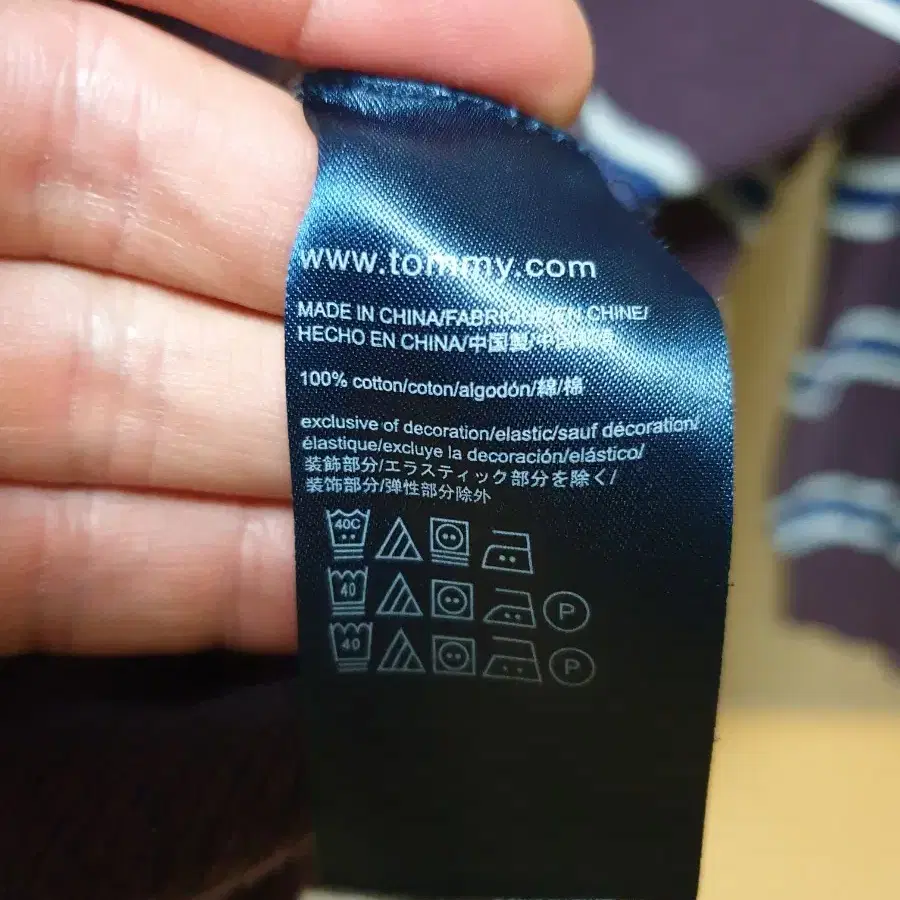 www.tommy.com
MADE IN CHINA/FABRIQUÉ EN CHINE/
HECHO EN CHINA/中国製/中国制造
100% cotton/coton/algodón/綿/棉
exclusive of decoration/elastic/sauf décoration/
élastique/excluye la decoración/elástico/
装飾部分/エラスティック部分を除く/
装饰部分/弹性部分除外
40C
40
P
40
P